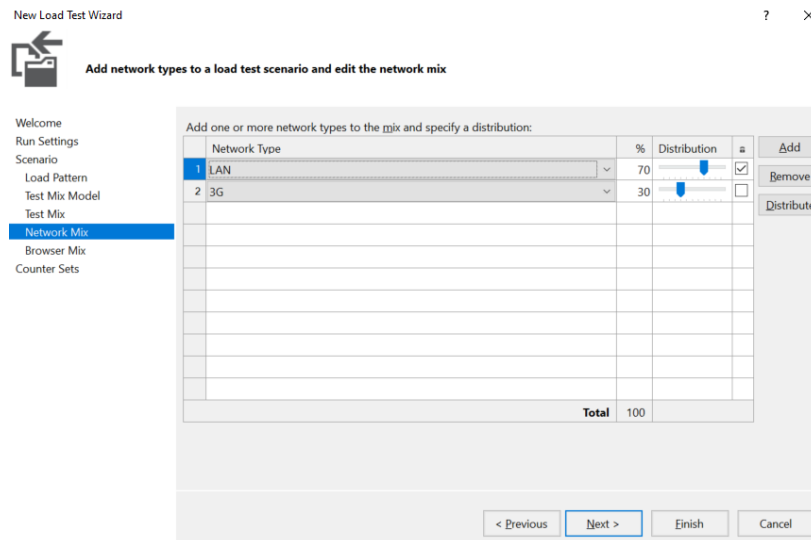 New Load Test Wizard
?
Add network types to a load test scenario and edit the network mix
Welcome
Run Settings
Scenario
Load Pattern
Test Mix Model
Test Mix
Network Mix
Browser Mix
Counter Sets
Add one or more network types to the mix and specify a distribution:
Network Type % Distribution
1 LAN 70
2 3G 30
Total 100
Add
Remove
Distribute
< Previous
Next >
Finish
Cancel